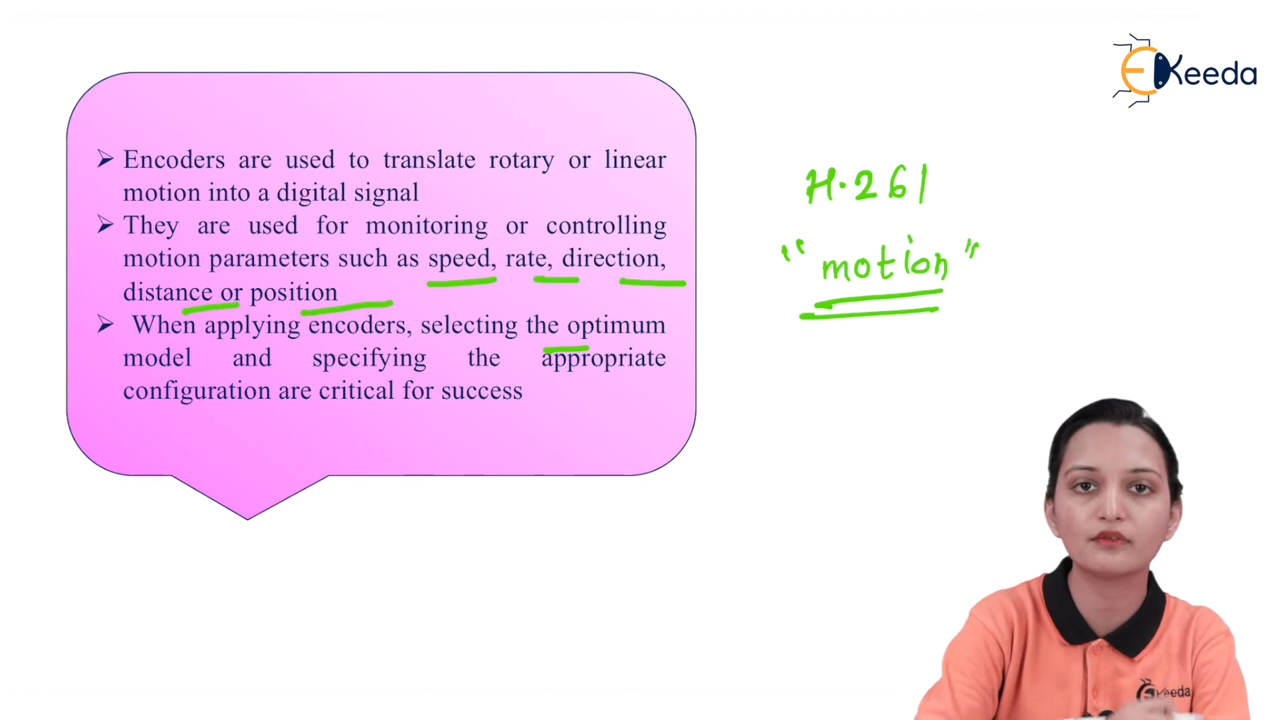 EKeeda
➢ Encoders are used to translate rotary or linear
motion into a digital signal
➢ They are used for monitoring or controlling
motion parameters such as speed, rate, direction,
distance or position
➢ When applying encoders, selecting the optimum
model and specifying the appropriate
configuration are critical for success
H.261
"motion"
EKeeda